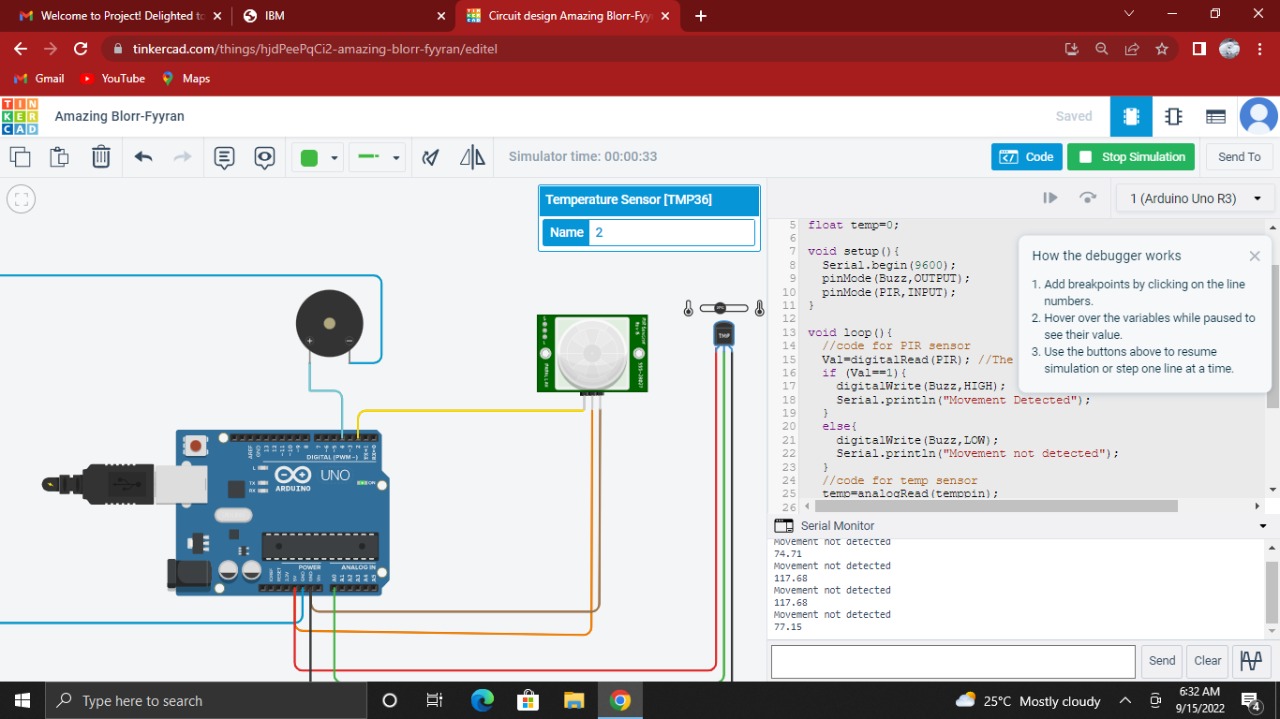 Welcome to Project! Delighted to
IBM
Circuit design Amazing Blorr-Fyy
tinkercad.com/things/hjdPeePqCi2-amazing-blorr-fyyran/editel
Gmail
YouTube
Maps
TIN
KER
CAD
Amazing Blorr-Fyyran
Saved
Simulator time: 00:00:33
Code
Stop Simulation
Send To
Temperature Sensor [TMP36]
Name 2
1 (Arduino Uno R3)
5 float temp=0;
6
7 void setup(){
8 Serial.begin(9600);
9 pinMode(Buzz,OUTPUT);
10 pinMode(PIR,INPUT);
11 }
12
13 void loop(){
14 //code for PIR sensor
15 Val=digitalRead(PIR); //The
16 if (Val==1){
17 digitalWrite(Buzz,HIGH);
18 Serial.println("Movement Detected");
19 }
20 else{
21 digitalWrite(Buzz,LOW);
22 Serial.println("Movement not detected");
23 }
24 //code for temp sensor
25 temp=analogRead(temppin);
26
How the debugger works
1. Add breakpoints by clicking on the line
numbers.
2. Hover over the variables while paused to
see their value.
3. Use the buttons above to resume
simulation or step one line at a time.
TMP
DIGITAL (PWM~)
UNO
ARDUINO
L
TX
RX
ON
POWER
ANALOG IN
A0 A1 A2 A3 A4 A5
Serial Monitor
Movement not detected
74.71
Movement not detected
117.68
Movement not detected
117.68
Movement not detected
77.15
Send
Clear
Type here to search
25°C Mostly cloudy
6:32 AM
9/15/2022
4